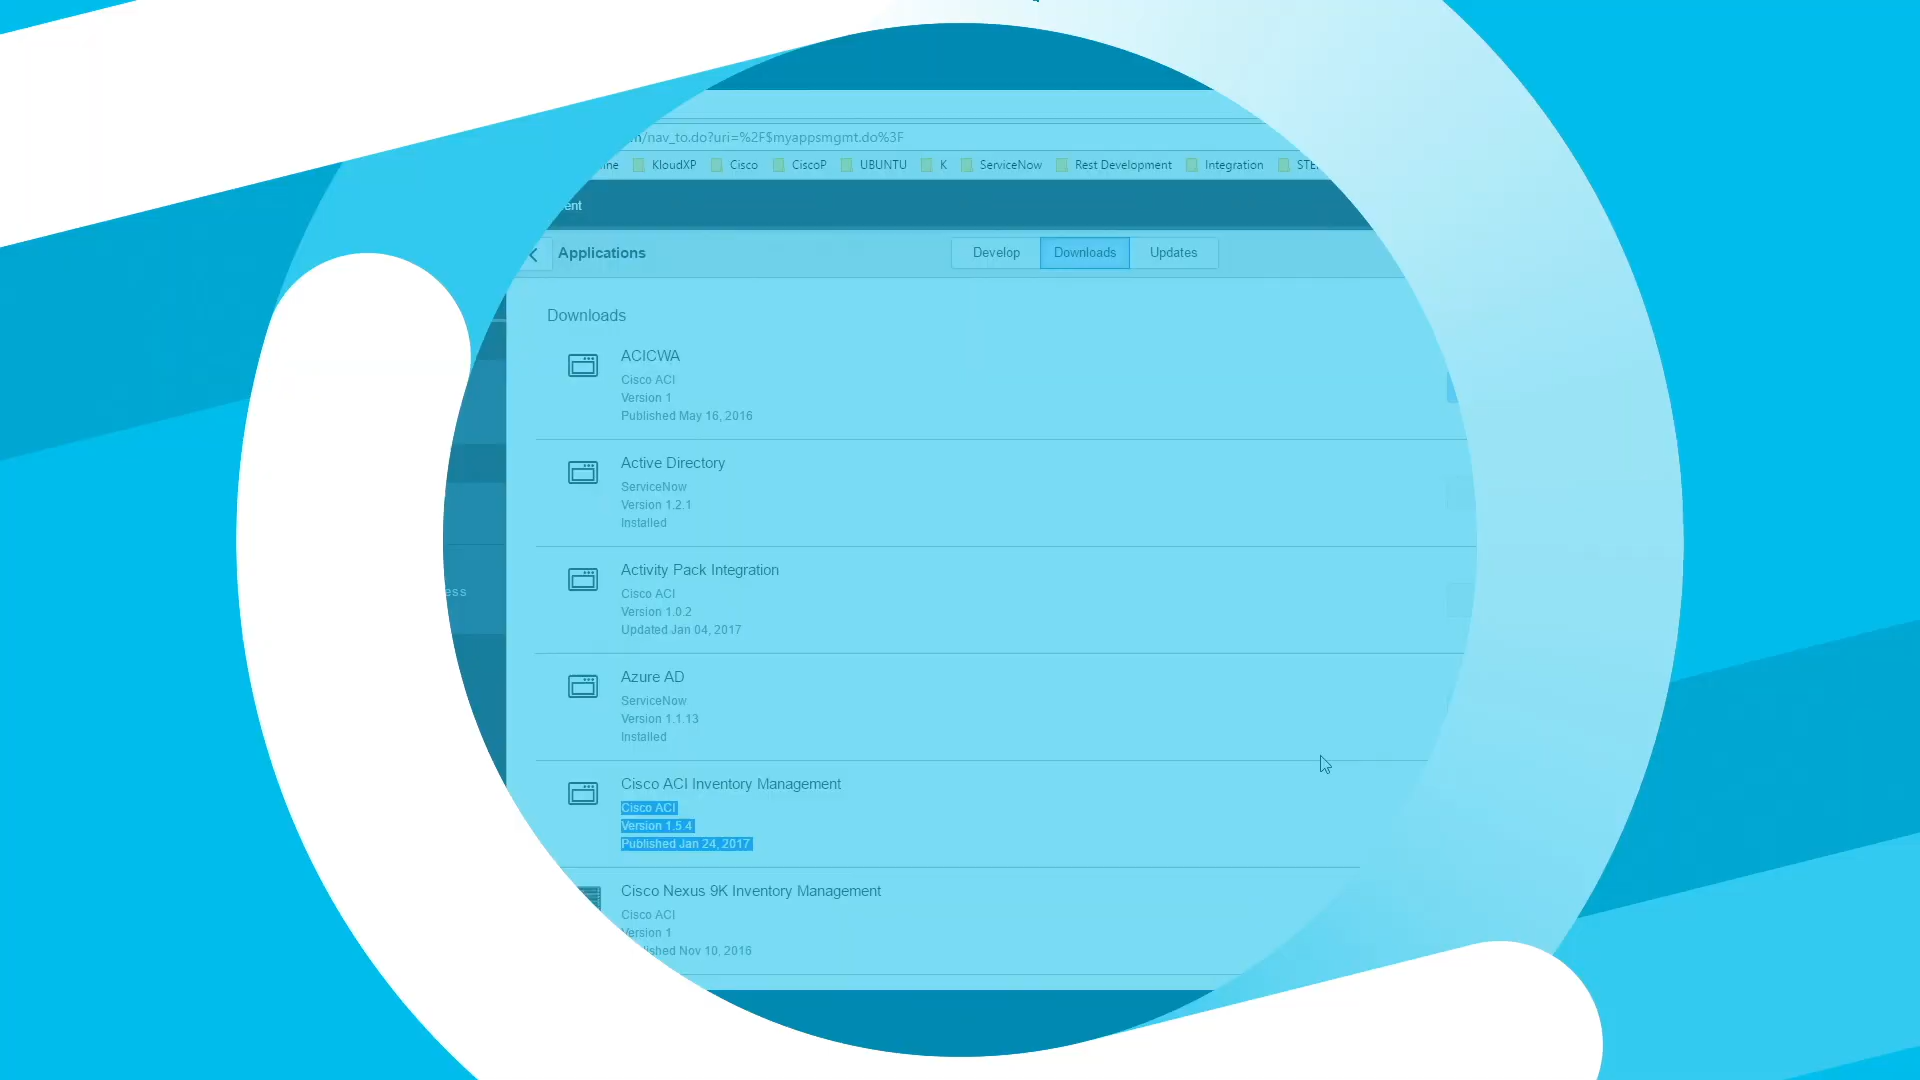 /nav_to.do?uri=%2F$myappsmgmt.do%3F
KloudXP Cisco CiscoP UBUNTU K ServiceNow Rest Development Integration
Applications Develop Downloads Updates
Downloads
ACICWA
Cisco ACI
Version 1
Published May 16, 2016
Active Directory
ServiceNow
Version 1.2.1
Installed
Activity Pack Integration
Cisco ACI
Version 1.0.2
Updated Jan 04, 2017
Azure AD
ServiceNow
Version 1.1.13
Installed
Cisco ACI Inventory Management
Cisco ACI
Version 1.5.4
Published Jan 24, 2017
Cisco Nexus 9K Inventory Management
Cisco ACI
Version 1
Nov 10, 2016